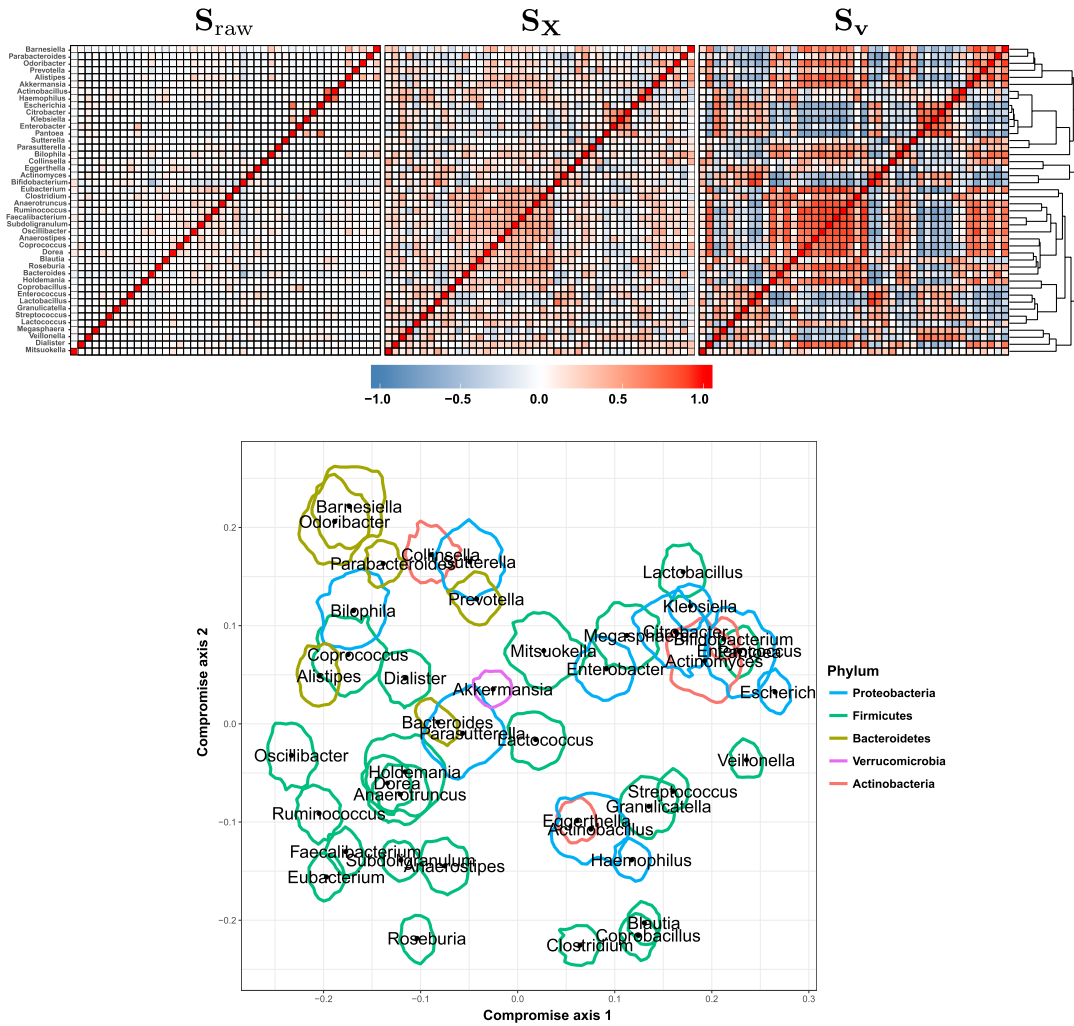 S_raw S_X S_v
Barnesiella
Parabacteroides
Odoribacter
Prevotella
Alistipes
Akkermansia
Actinobacillus
Haemophilus
Escherichia
Citrobacter
Klebsiella
Enterobacter
Pantoea
Sutterella
Parasutterella
Bilophila
Collinsella
Eggerthella
Actinomyces
Bifidobacterium
Eubacterium
Clostridium
Anaerotruncus
Ruminococcus
Faecalibacterium
Subdoligranulum
Oscillibacter
Anaerostipes
Coprococcus
Dorea
Blautia
Roseburia
Bacteroides
Holdemania
Coprobacillus
Enterococcus
Lactobacillus
Granulicatella
Streptococcus
Lactococcus
Megasphaera
Veillonella
Dialister
Mitsuokella
−1.0 −0.5 0.0 0.5 1.0
Barnesiella
Odoribacter
Collinsella
Sutterella
Parabacteroides
Lactobacillus
Prevotella
Klebsiella
Bilophila
Citrobacter
Megasphaera
Bifidobacterium
Mitsuokella
Enterococcus
Pantoea
Coprococcus
Actinomyces
Enterobacter
Alistipes
Dialister
Akkermansia
Escherich
Bacteroides
Parasutterella
Lactococcus
Oscillibacter
Veillonella
Holdemania
Dorea
Anaerotruncus
Streptococcus
Granulicatella
Ruminococcus
Eggerthella
Actinobacillus
Faecalibacterium
Subdoligranulum
Haemophilus
Anaerostipes
Eubacterium
Blautia
Coprobacillus
Roseburia
Clostridium
0.2
0.1
0.0
−0.1
−0.2
Compromise axis 2
−0.2 −0.1 0.0 0.1 0.2 0.3
Compromise axis 1
Phylum
Proteobacteria
Firmicutes
Bacteroidetes
Verrucomicrobia
Actinobacteria